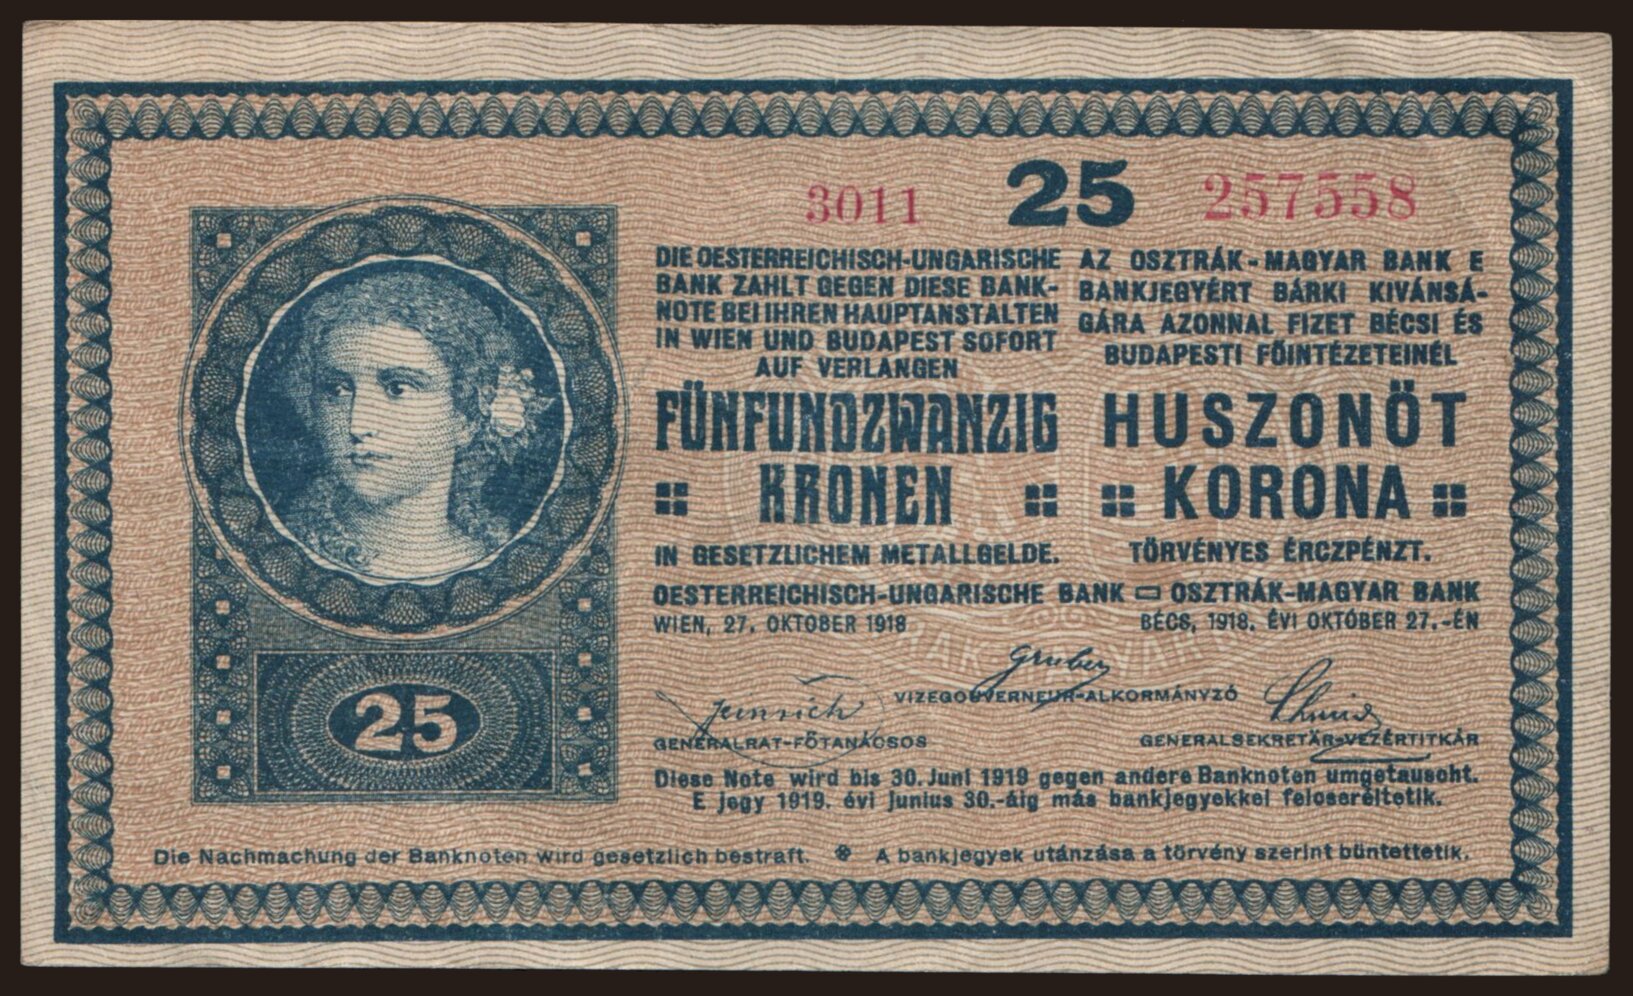 3011 25 257558
DIE OESTERREICHISCH-UNGARISCHE
BANK ZAHLT GEGEN DIESE BANK-
NOTE BEI IHREN HAUPTANSTALTEN
IN WIEN UND BUDAPEST SOFORT
AUF VERLANGEN
FÜNFUNDZWANZIG
KRONEN
IN GESETZLICHEM METALLGELDE.
AZ OSZTRÁK-MAGYAR BANK E
BANKJEGYÉRT BÁRKI KIVÁNSÁ-
GÁRA AZONNAL FIZET BÉCSI ÉS
BUDAPESTI FŐINTÉZETEINÉL
HUSZONÖT
KORONA
TÖRVÉNYES ÉRCZPÉNZT.
OESTERREICHISCH-UNGARISCHE BANK OSZTRÁK-MAGYAR BANK
WIEN, 27. OKTOBER 1918 BÉCS, 1918. ÉVI OKTÓBER 27.-ÉN
Gruber
VIZEGOUVERNEUR-ALKORMÁNYZÓ
GENERALRAT-FŐTANÁCSOS GENERALSEKRETÄR-VEZÉRTITKÁR
Diese Note wird bis 30. Juni 1919 gegen andere Banknoten umgetauscht.
E jegy 1919. évi junius 30.-áig más bankjegyekkel felcseréltetik.
25
Die Nachmachung der Banknoten wird gesetzlich bestraft. A bankjegyek utánzása a törvény szerint büntettetik.